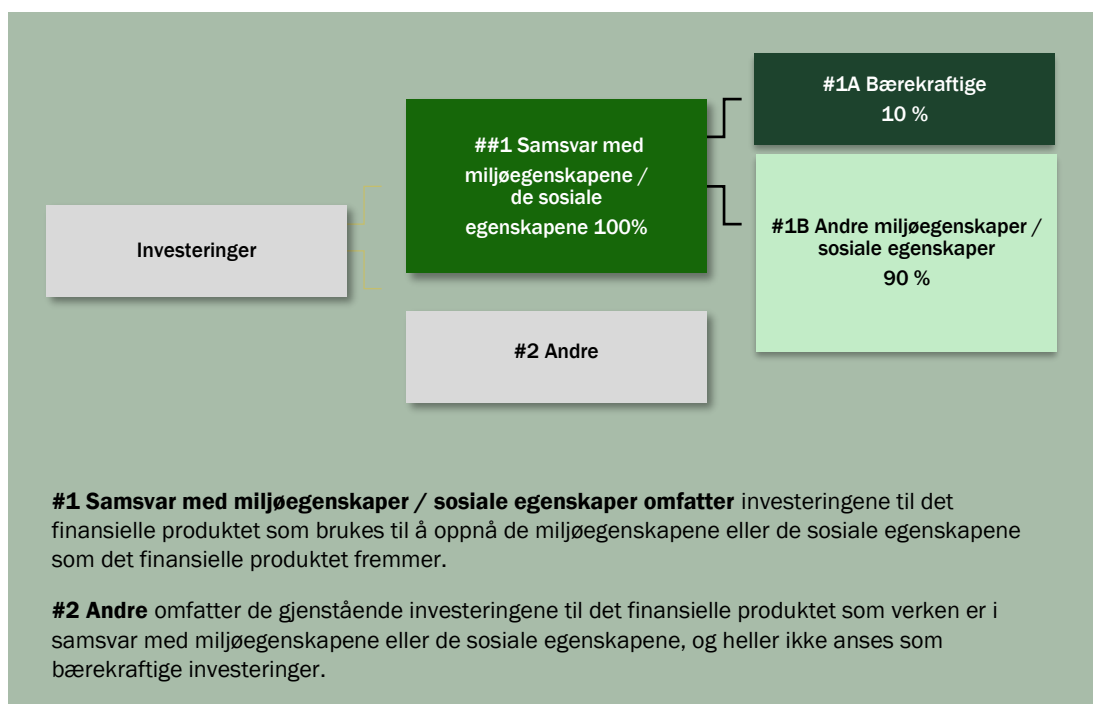 Investeringer
##1 Samsvar med
miljøegenskapene /
de sosiale
egenskapene 100%
#2 Andre
#1A Bærekraftige
10 %
#1B Andre miljøegenskaper /
sosiale egenskaper
90 %
#1 Samsvar med miljøegenskaper / sosiale egenskaper omfatter investeringene til det
finansielle produktet som brukes til å oppnå de miljøegenskapene eller de sosiale egenskapene
som det finansielle produktet fremmer.
#2 Andre omfatter de gjenstående investeringene til det finansielle produktet som verken er i
samsvar med miljøegenskapene eller de sosiale egenskapene, og heller ikke anses som
bærekraftige investeringer.